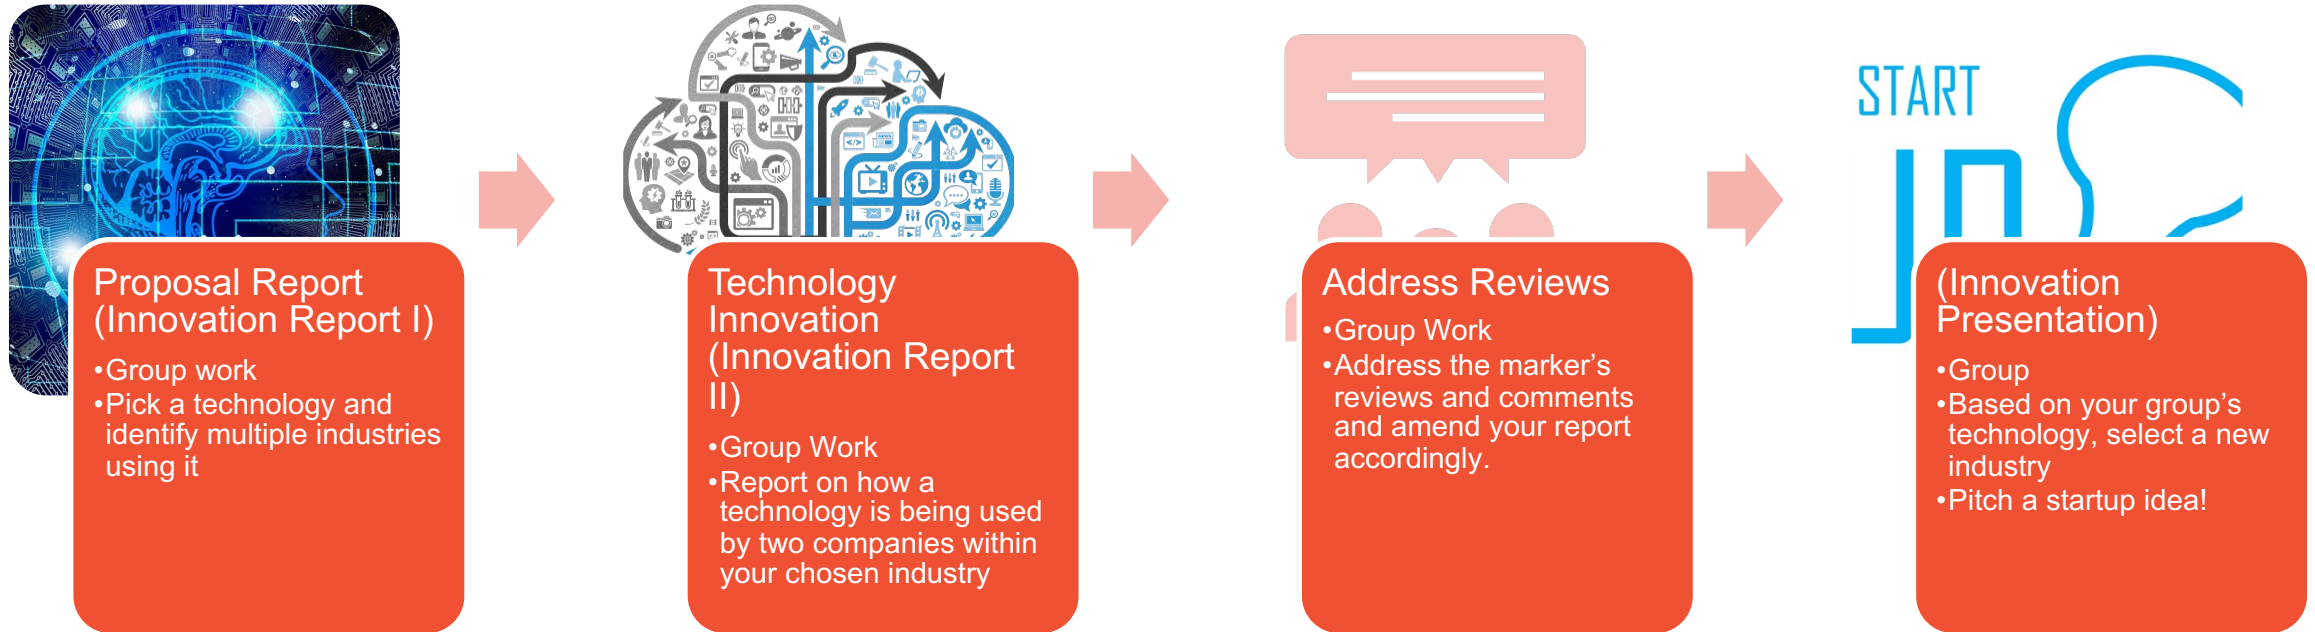 START
Proposal Report
(Innovation Report I)
•Group work
•Pick a technology and
identify multiple industries
using it
Technology
Innovation
(Innovation Report
II)
•Group Work
•Report on how a
technology is being used
by two companies within
your chosen industry
Address Reviews
•Group Work
•Address the marker’s
reviews and comments
and amend your report
accordingly.
(Innovation
Presentation)
•Group
•Based on your group’s
technology, select a new
industry
•Pitch a startup idea!